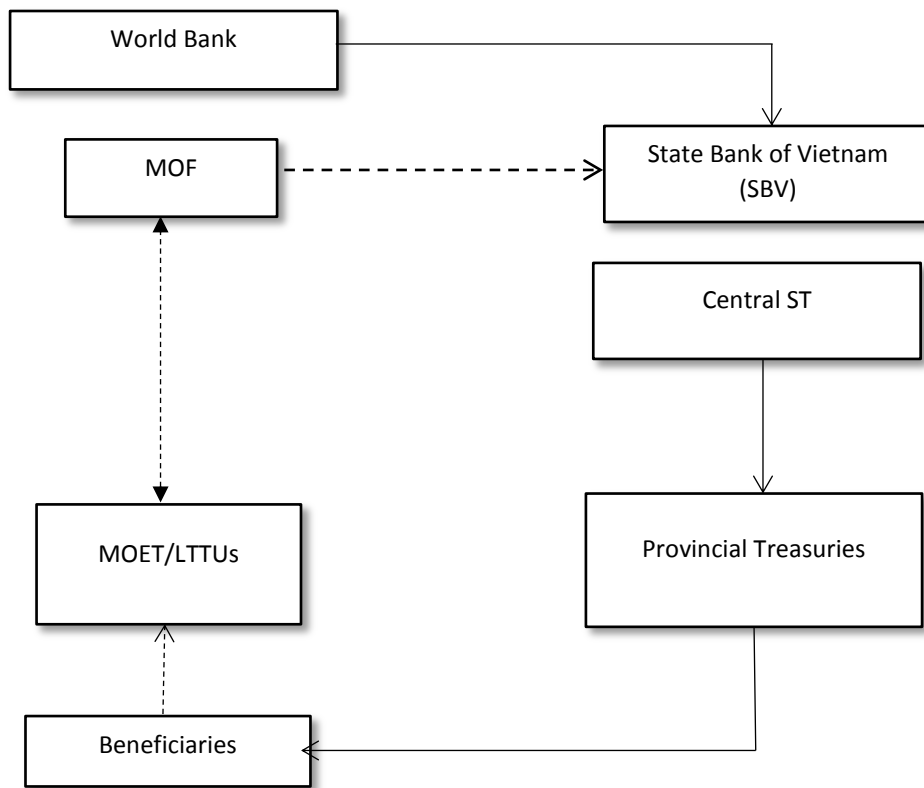 World Bank
MOF
State Bank of Vietnam
(SBV)
Central ST
MOET/LTTUs
Provincial Treasuries
Beneficiaries